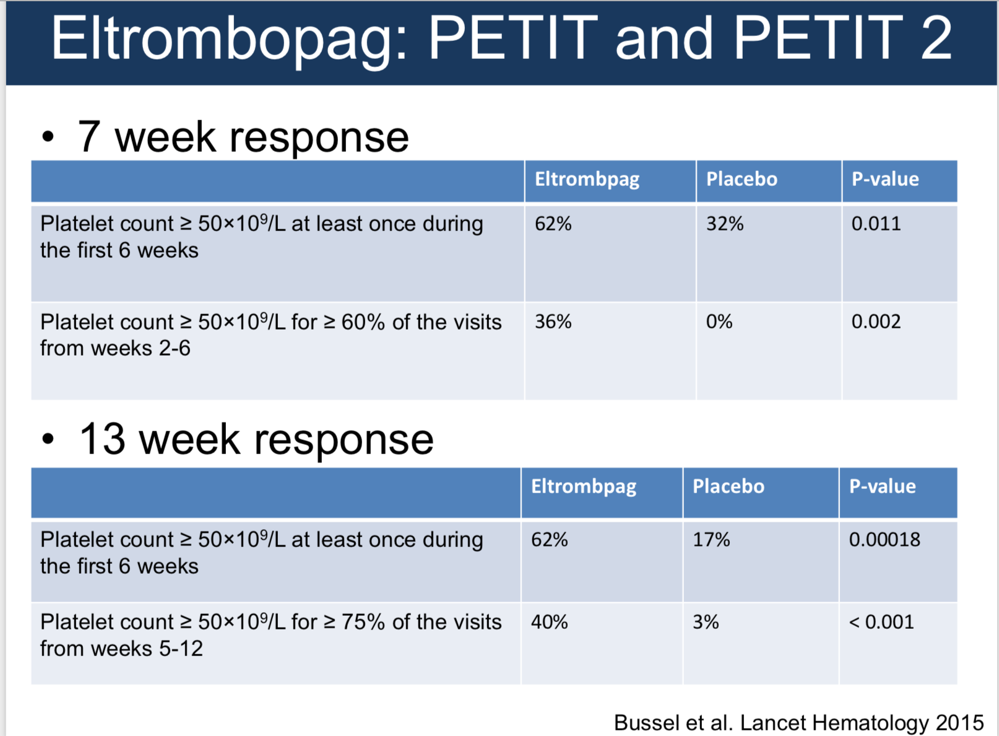 Eltrombopag: PETIT and PETIT 2
• 7 week response
Eltrombpag Placebo P-value
Platelet count ≥ 50×10⁹/L at least once during 62% 32% 0.011
the first 6 weeks
Platelet count ≥ 50×10⁹/L for ≥ 60% of the visits 36% 0% 0.002
from weeks 2-6
• 13 week response
Eltrombpag Placebo P-value
Platelet count ≥ 50×10⁹/L at least once during 62% 17% 0.00018
the first 6 weeks
Platelet count ≥ 50×10⁹/L for ≥ 75% of the visits 40% 3% < 0.001
from weeks 5-12
Bussel et al. Lancet Hematology 2015